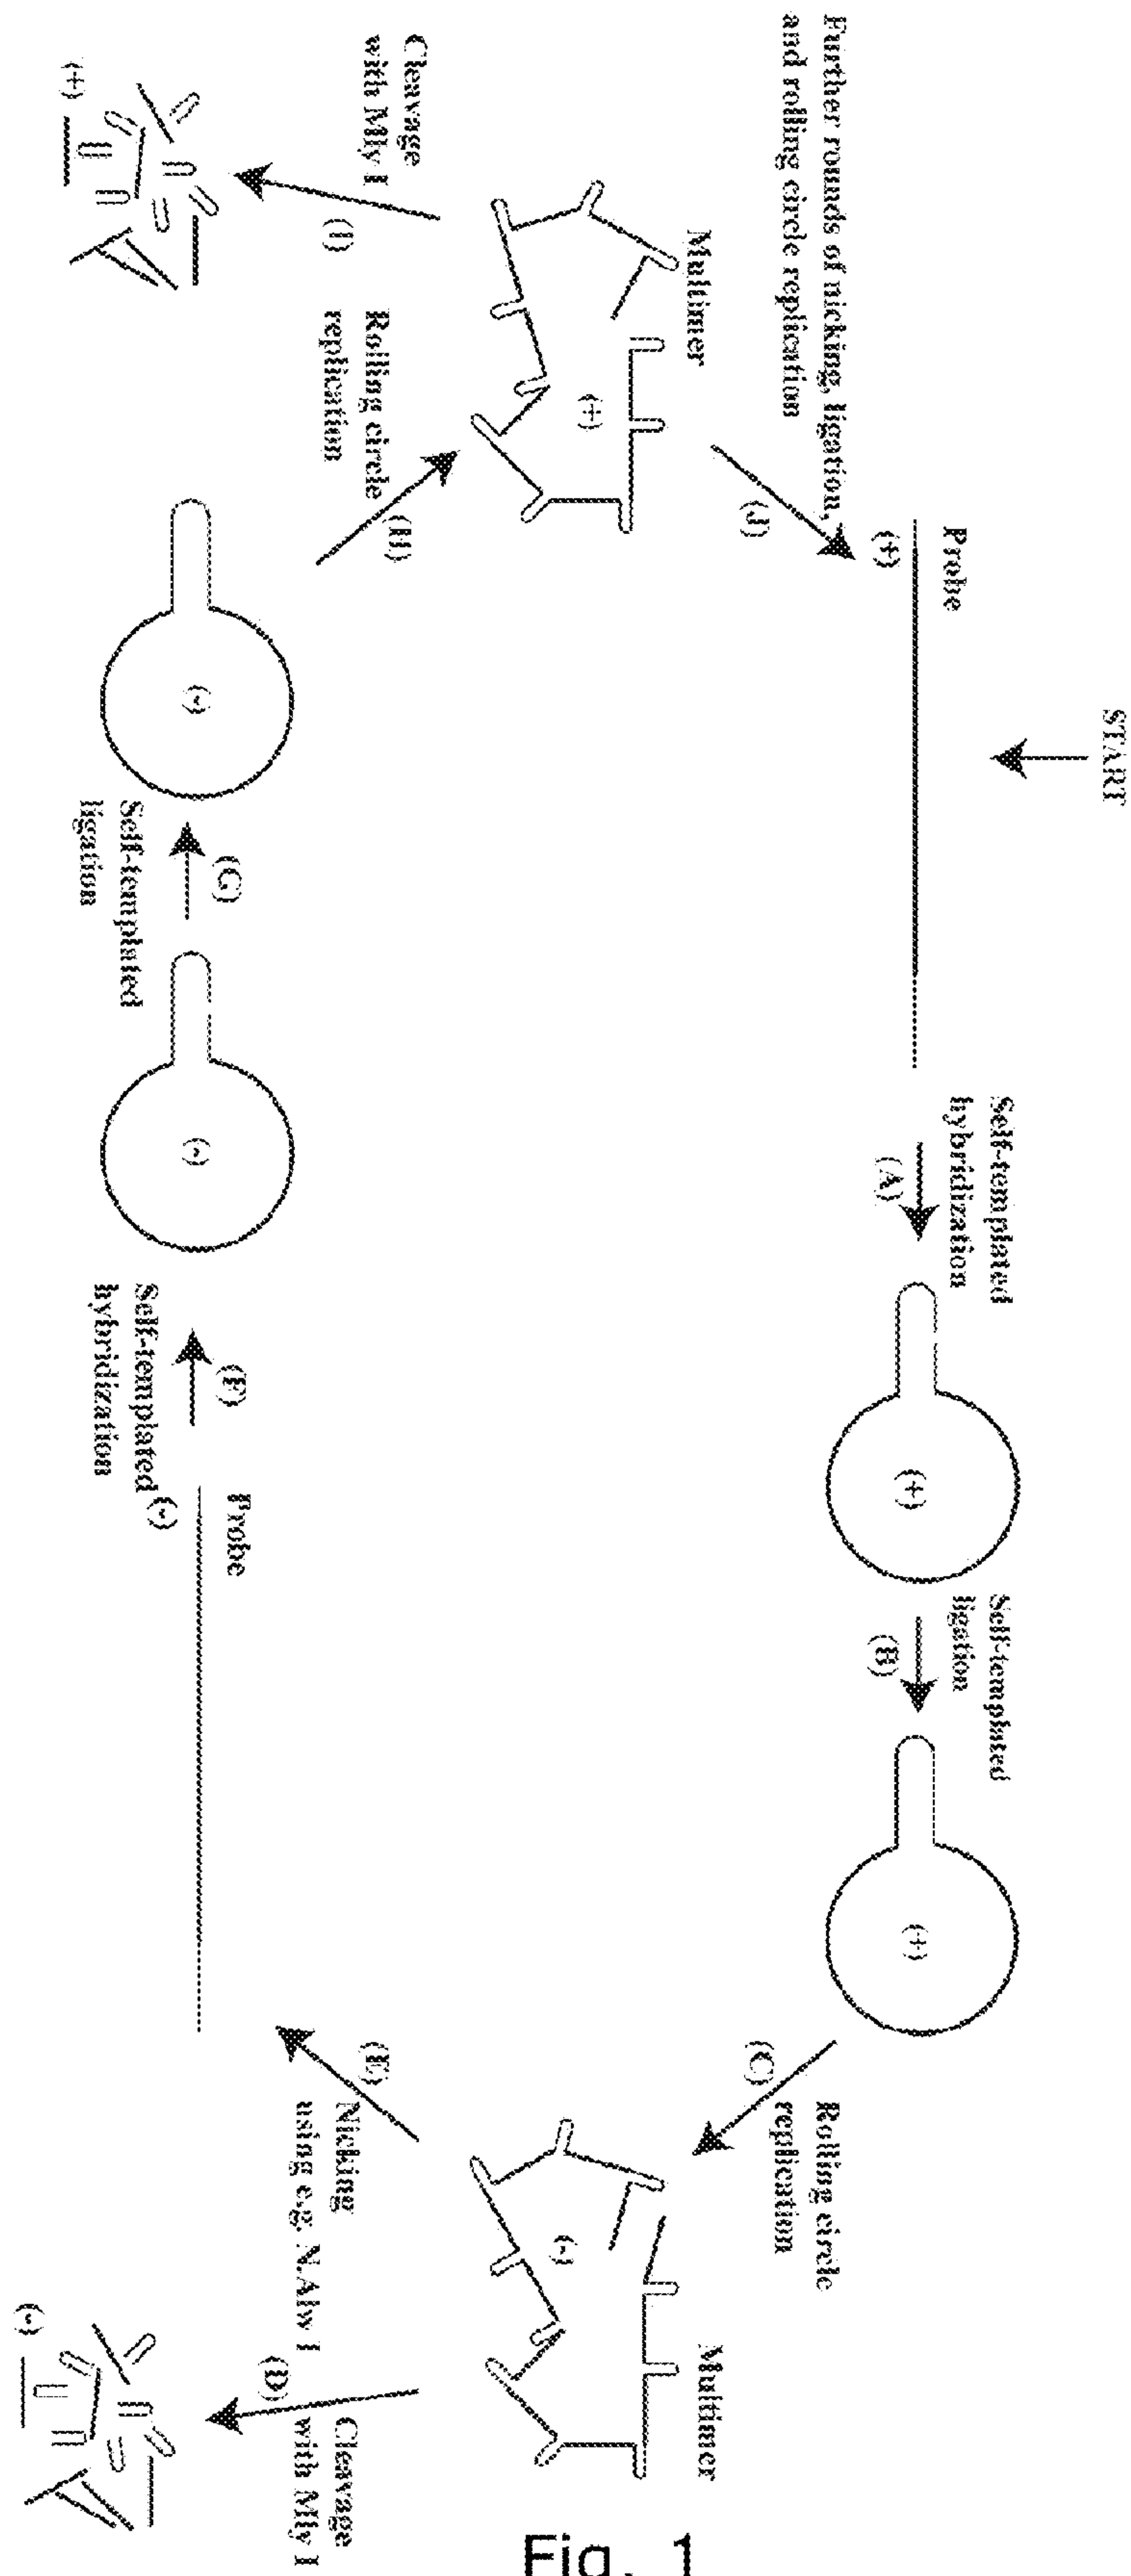 START
Probe
(+)
Self-templated
hybridization
(A)
(+)
Self-templated
ligation
(B)
(+)
(C)
Rolling circle
replication
Multimer
(-)
(D)
Cleavage
with Mly I
(-)
(E)
Nicking
using e.g. N.Alw I
Probe
(-)
(F)
Self-templated
hybridization
(-)
(G)
Self-templated
ligation
(-)
(H)
Rolling circle
replication
Multimer
(+)
(I)
Cleavage
with Mly I
(+)
(J)
Further rounds of nicking, ligation,
and rolling circle replication
Fig. 1